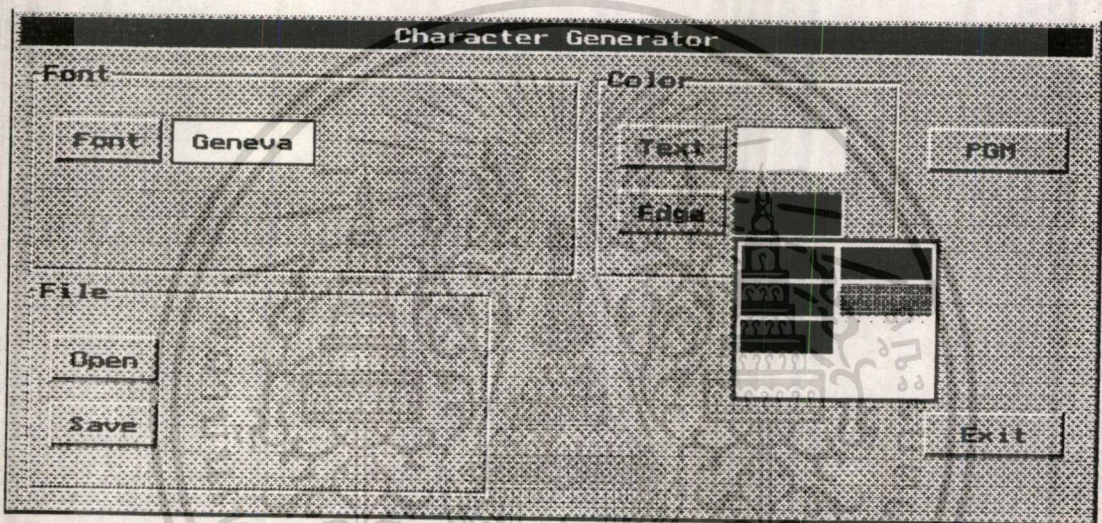 Character Generator
Font
Color
Font
Geneva
Text
PGM
Edge
File
Open
Save
Exit